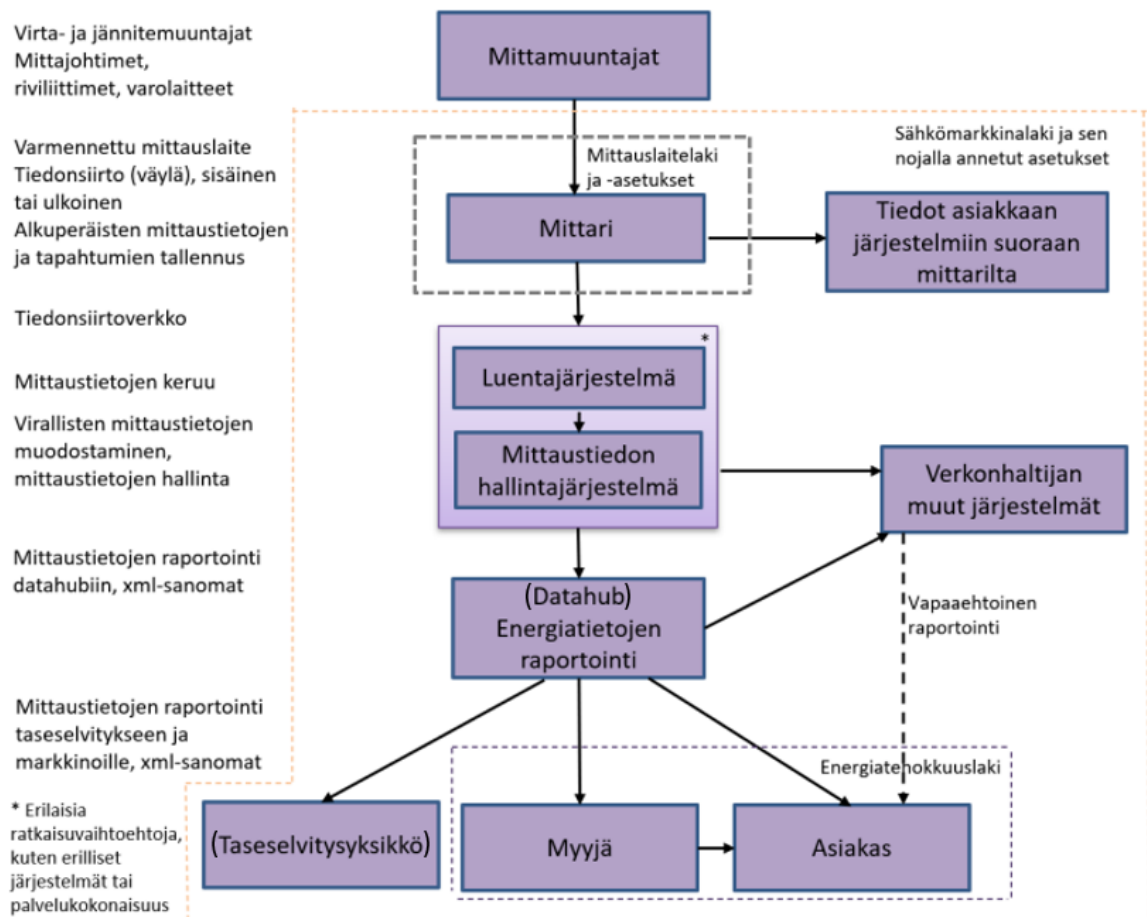 Virta- ja jännitemuuntajat
Mittajohtimet,
riviliittimet, varolaitteet
Mittamuuntajat
Varmennettu mittauslaite
Tiedonsiirto (väylä), sisäinen
tai ulkoinen
Alkuperäisten mittaustietojen
ja tapahtumien tallennus
Mittauslaitelaki
ja -asetukset
Mittari
Sähkömarkkinalaki ja sen
nojalla annetut asetukset
Tiedot asiakkaan
järjestelmiin suoraan
mittarilta
Tiedonsiirtoverkko
*
Mittaustietojen keruu
Luentajärjestelmä
Virallisten mittaustietojen
muodostaminen,
mittaustietojen hallinta
Mittaustiedon
hallintajärjestelmä
Verkonhaltijan
muut järjestelmät
Mittaustietojen raportointi
datahubiin, xml-sanomat
(Datahub)
Energiatietojen
raportointi
Vapaaehtoinen
raportointi
Mittaustietojen raportointi
taseselvitykseen ja
markkinoille, xml-sanomat
Energiatehokkuuslaki
* Erilaisia
ratkaisuvaihtoehtoja,
kuten erilliset
järjestelmät tai
palvelukokonaisuus
(Taseselvitysyksikkö)
Myyjä
Asiakas